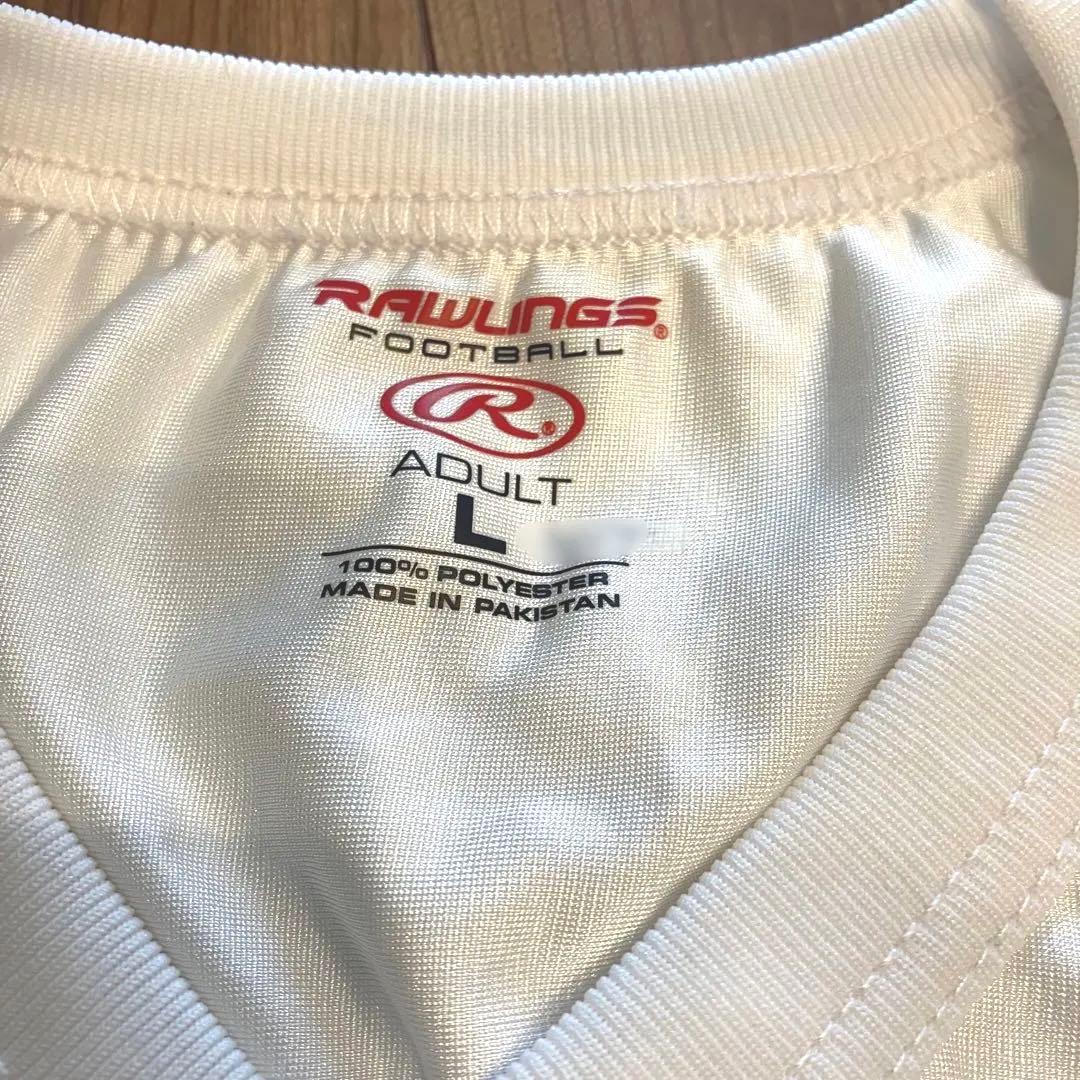 RAWLINGS®
FOOTBALL
R®
ADULT
L
100% POLYESTER
MADE IN PAKISTAN